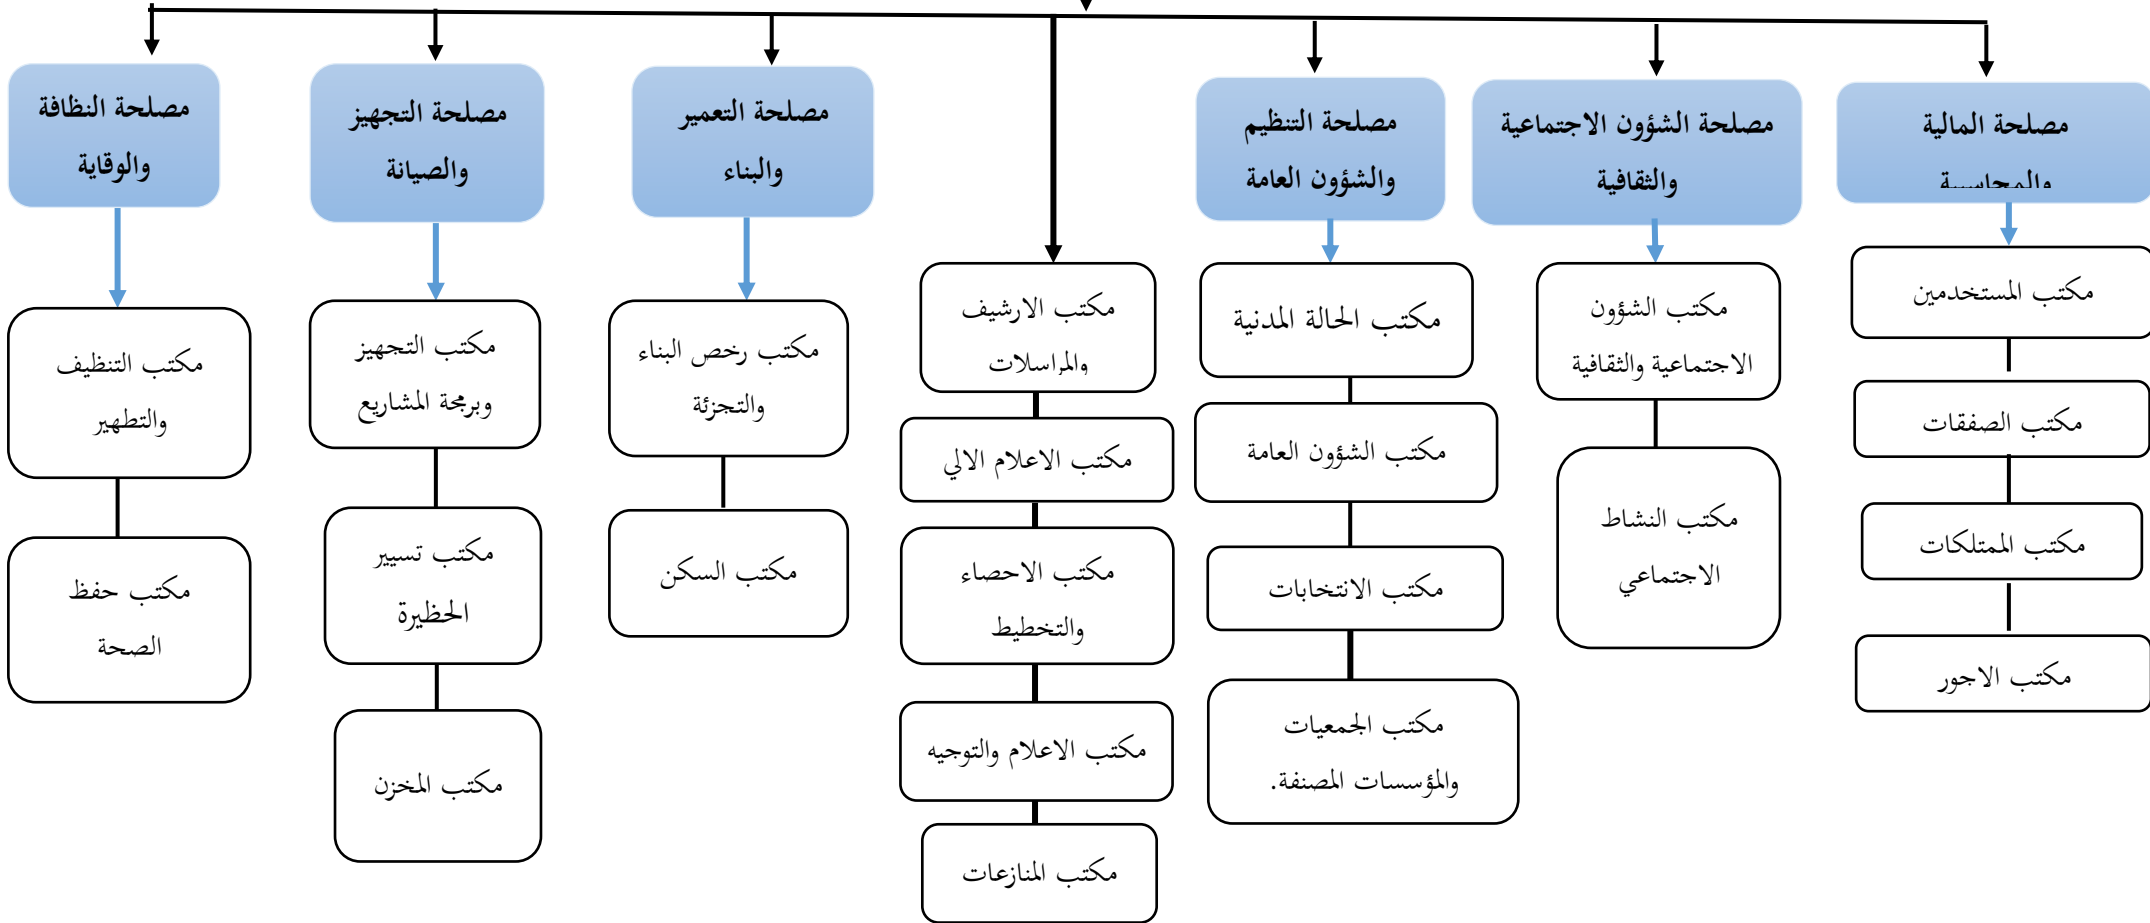 مصلحة المالية
والمحاسبة
مصلحة الشؤون الاجتماعية
والثقافية
مصلحة التنظيم
والشؤون العامة
مصلحة التعمير
والبناء
مصلحة التجهيز
والصيانة
مصلحة النظافة
والوقاية
مكتب المستخدمين
مكتب الصفقات
مكتب الممتلكات
مكتب الاجور
مكتب الشؤون
الاجتماعية والثقافية
مكتب النشاط
الاجتماعي
مكتب الحالة المدنية
مكتب الشؤون العامة
مكتب الانتخابات
مكتب الجمعيات
والمؤسسات المصنفة.
مكتب الارشيف
والمراسلات
مكتب الاعلام الالي
مكتب الاحصاء
والتخطيط
مكتب الاعلام والتوجيه
مكتب المنازعات
مكتب رخص البناء
والتجزئة
مكتب السكن
مكتب التجهيز
وبرمجة المشاريع
مكتب تسيير
الحظيرة
مكتب المخزن
مكتب التنظيف
والتطهير
مكتب حفظ
الصحة